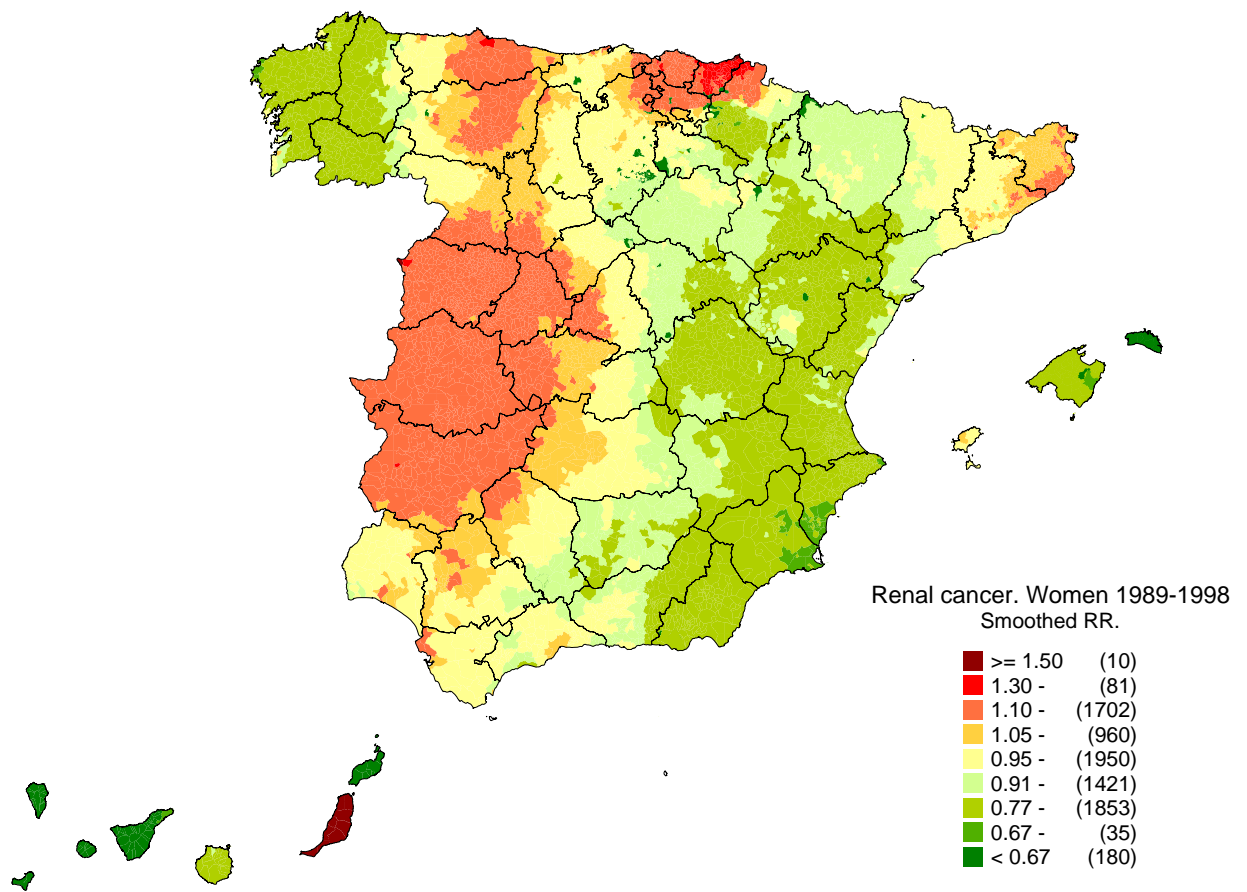 Renal cancer. Women 1989-1998
Smoothed RR.
>= 1.50 (10)
1.30 - (81)
1.10 - (1702)
1.05 - (960)
0.95 - (1950)
0.91 - (1421)
0.77 - (1853)
0.67 - (35)
< 0.67 (180)